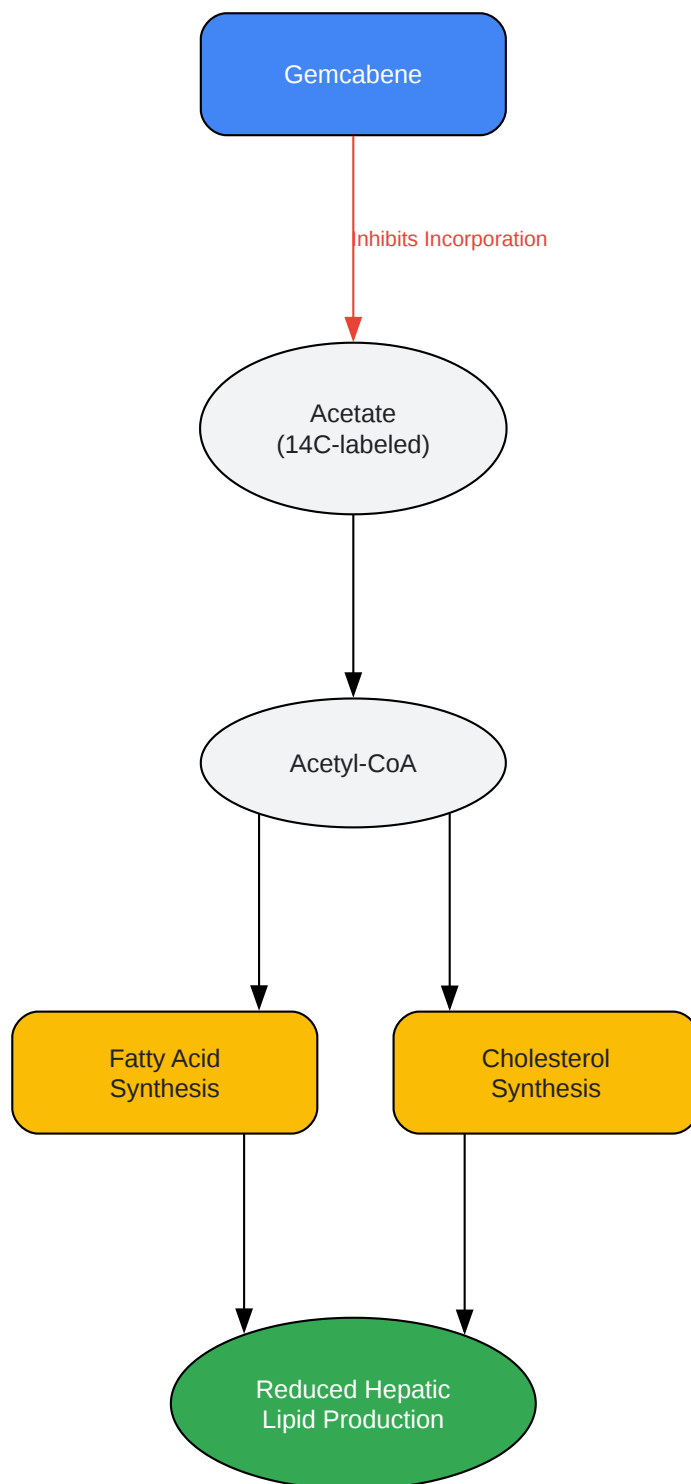 Gemcabene
Inhibits Incorporation
Acetate
(14C-labeled)
Acetyl-CoA
Fatty Acid
Synthesis
Cholesterol
Synthesis
Reduced Hepatic
Lipid Production